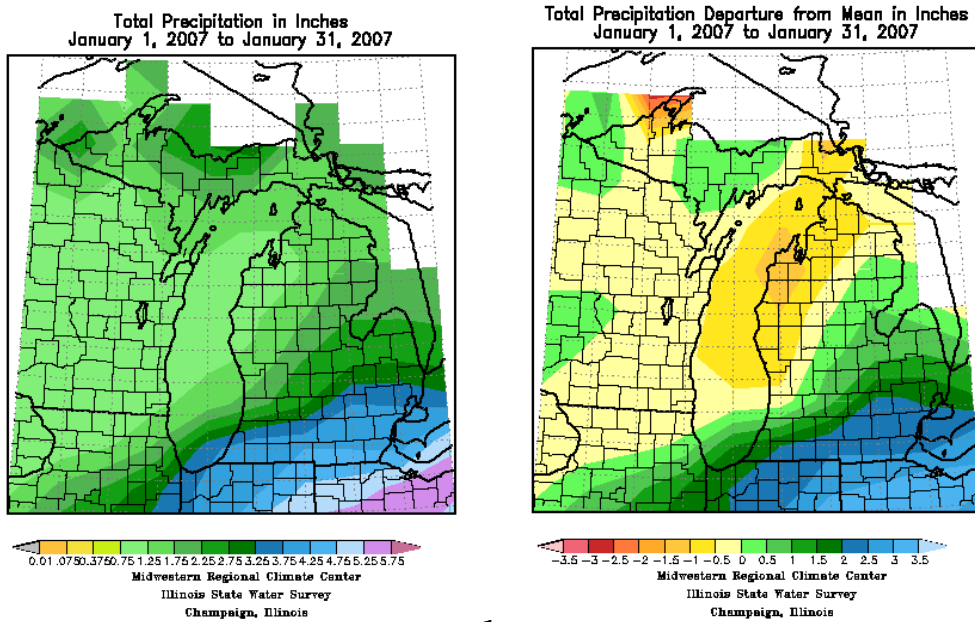 Total Precipitation in Inches
January 1, 2007 to January 31, 2007
0.01 .075 0.375 0.75 1.25 1.75 2.25 2.75 3.25 3.75 4.25 4.75 5.25 5.75
Midwestern Regional Climate Center
Illinois State Water Survey
Champaign, Illinois
Total Precipitation Departure from Mean in Inches
January 1, 2007 to January 31, 2007
-3.5 -3 -2.5 -2 -1.5 -1 -0.5 0 0.5 1 1.5 2 2.5 3 3.5
Midwestern Regional Climate Center
Illinois State Water Survey
Champaign, Illinois